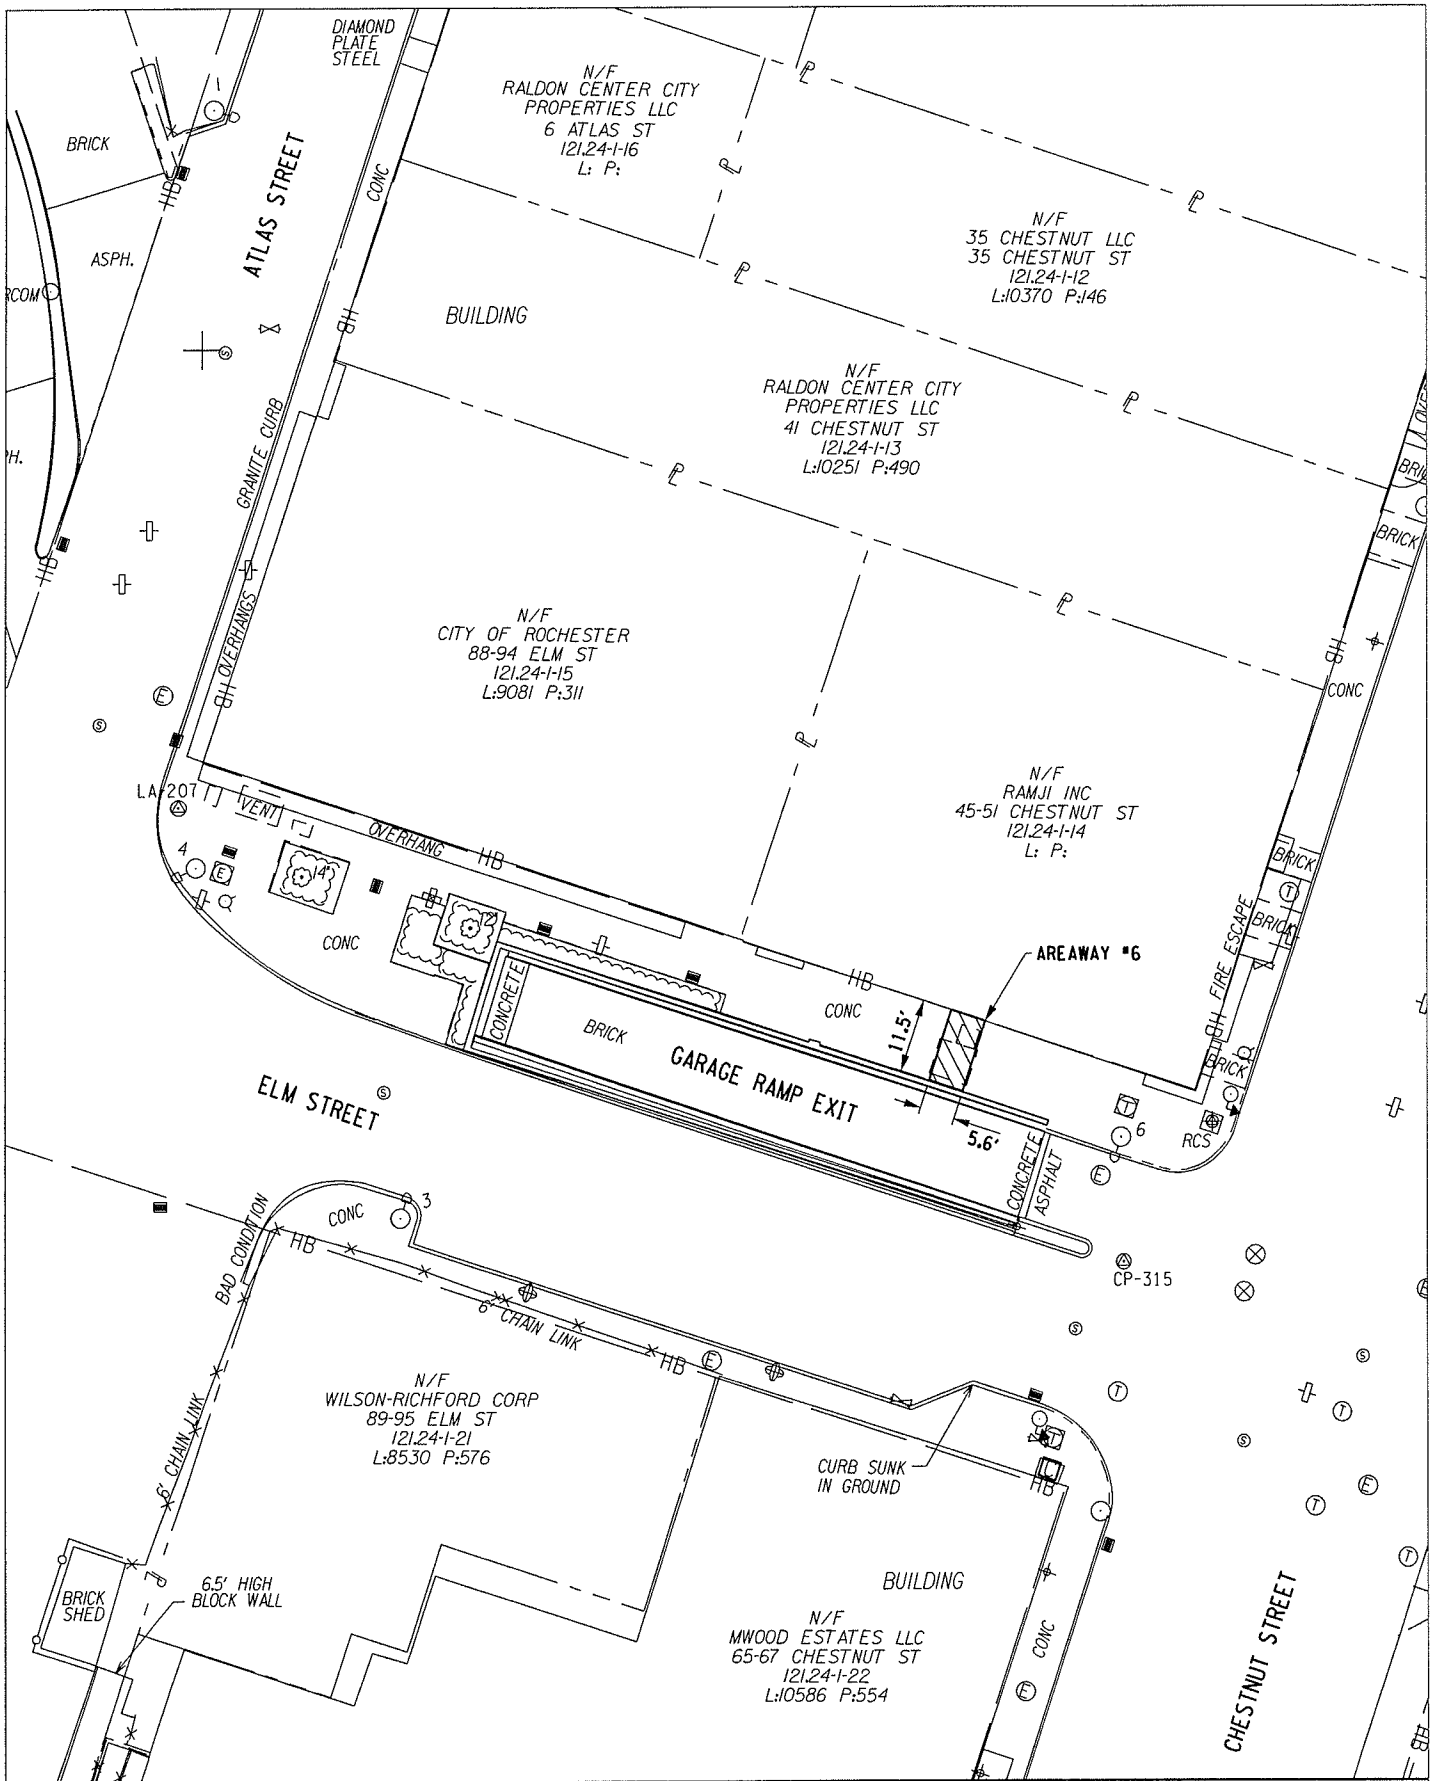 DIAMOND
PLATE
STEEL
N/F
RALDON CENTER CITY
PROPERTIES LLC
6 ATLAS ST
121.24-1-16
L: P:
BRICK
HB
ATLAS STREET
CONC
ASPH.
N/F
35 CHESTNUT LLC
35 CHESTNUT ST
121.24-1-12
L:10370 P:146
HB
BUILDING
S
N/F
RALDON CENTER CITY
PROPERTIES LLC
41 CHESTNUT ST
121.24-1-13
L:10251 P:490
GRANITE CURB
BRICK
HB
OVERHANGS
HB
N/F
CITY OF ROCHESTER
88-94 ELM ST
121.24-1-15
L:9081 P:311
HB
CONC
E
S
N/F
RAMJI INC
45-51 CHESTNUT ST
121.24-1-14
L: P:
LA-207
VENT
OVERHANG
HB
4
E
14"
12"
BRICK
T
BRICK
CONC
FIRE ESCAPE
HB
AREAWAY #6
HB
CONC
11.5'
CONCRETE
BRICK
GARAGE RAMP EXIT
BRICK
ELM STREET
S
5.6'
T
6
RCS
CONCRETE
ASPHALT
E
BAD CONDITION
CONC
3
HB
CP-315
6' CHAIN LINK
HB
E
S
S
T
T
S
E
T
T
N/F
WILSON-RICHFORD CORP
89-95 ELM ST
121.24-1-21
L:8530 P:576
6' CHAIN LINK
CURB SUNK
IN GROUND
T
HB
BRICK
SHED
6.5' HIGH
BLOCK WALL
BUILDING
N/F
MWOOD ESTATES LLC
65-67 CHESTNUT ST
121.24-1-22
L:10586 P:554
CONC
E
CHESTNUT STREET
HB